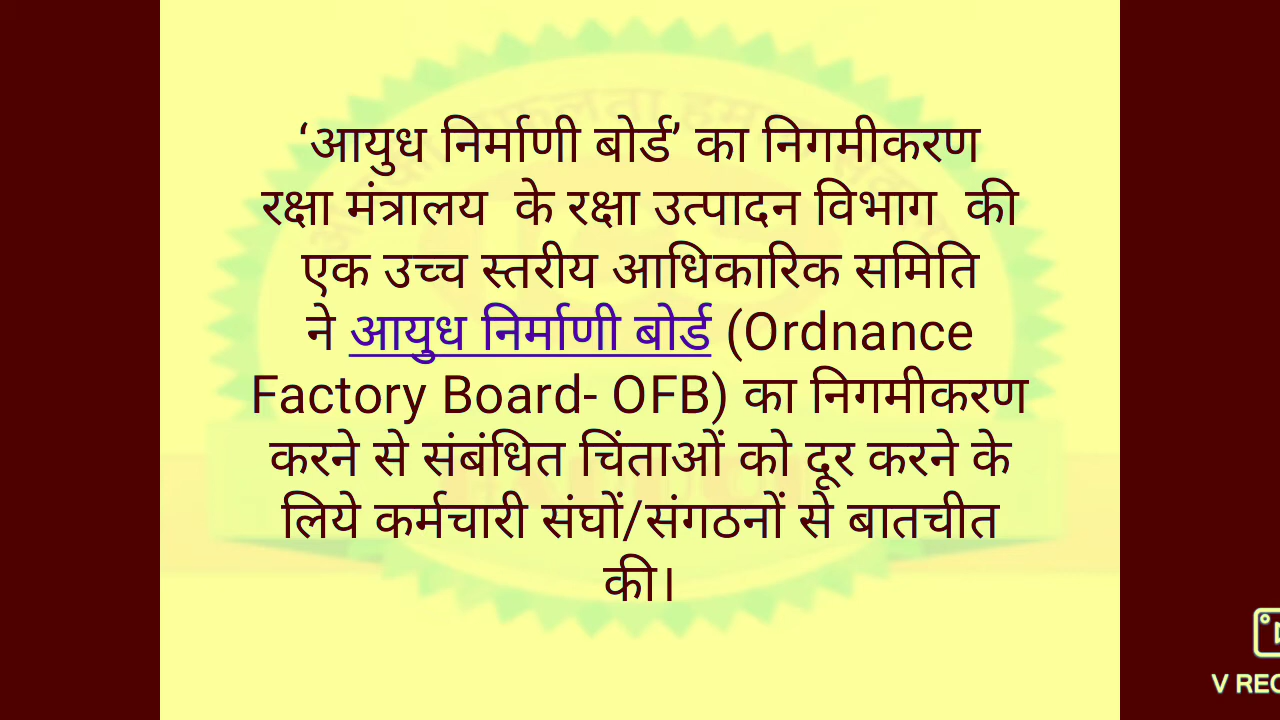 ‘आयुध निर्माणी बोर्ड’ का निगमीकरण
रक्षा मंत्रालय के रक्षा उत्पादन विभाग की
एक उच्च स्तरीय आधिकारिक समिति
ने आयुध निर्माणी बोर्ड (Ordnance
Factory Board- OFB) का निगमीकरण
करने से संबंधित चिंताओं को दूर करने के
लिये कर्मचारी संघों/संगठनों से बातचीत
की।
V REC